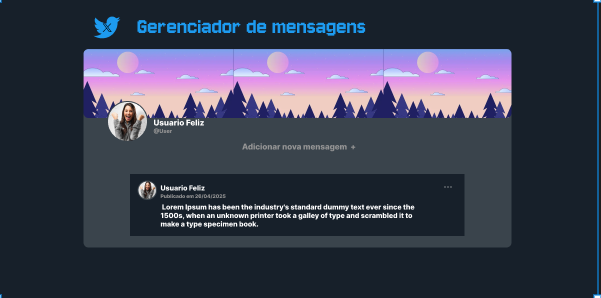 Gerenciador de mensagens
Usuario Feliz
@User
Adicionar nova mensagem +
Usuario Feliz
Publicado em 26/04/2025
Lorem Ipsum has been the industry's standard dummy text ever since the
1500s, when an unknown printer took a galley of type and scrambled it to
make a type specimen book.